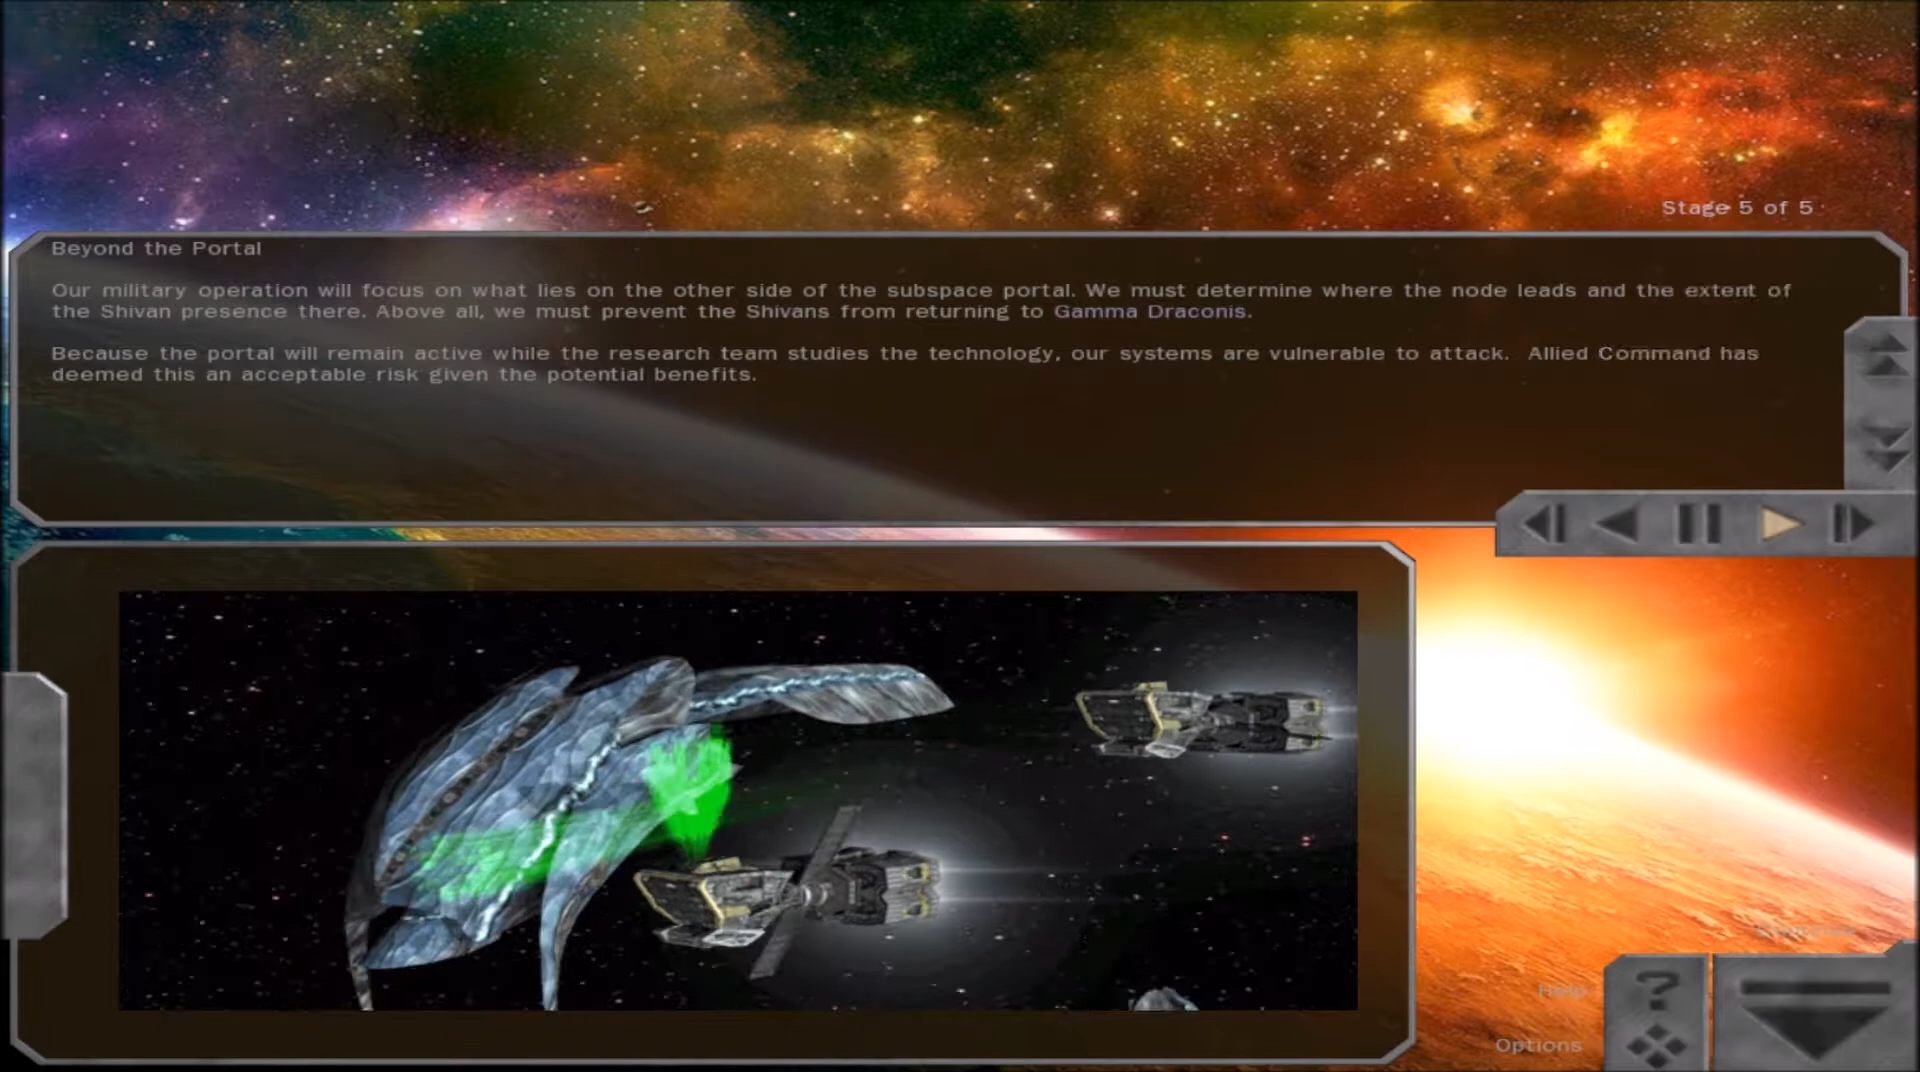 Stage 5 of 5
Beyond the Portal
Our military operation will focus on what lies on the other side of the subspace portal. We must determine where the node leads and the extent of
the Shivan presence there. Above all, we must prevent the Shivans from returning to Gamma Draconis.
Because the portal will remain active while the research team studies the technology, our systems are vulnerable to attack. Allied Command has
deemed this an acceptable risk given the potential benefits.
Help
?
Options